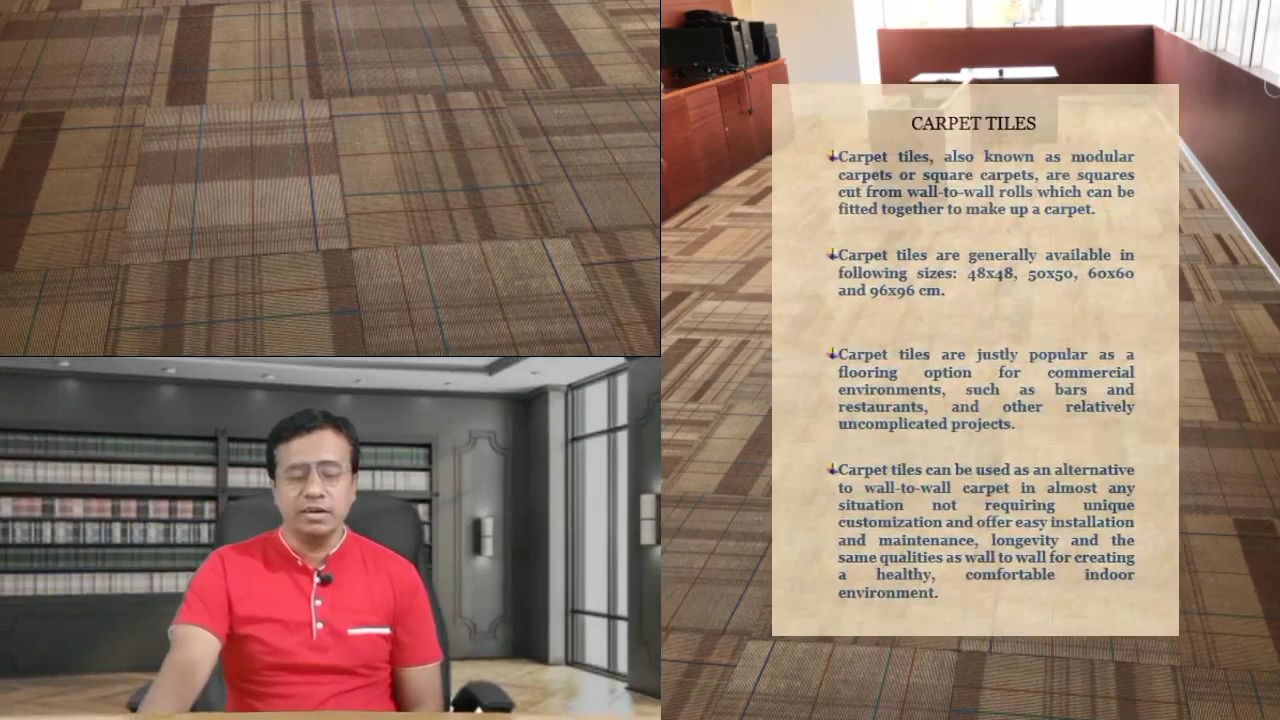 CARPET TILES
Carpet tiles, also known as modular
carpets or square carpets, are squares
cut from wall-to-wall rolls which can be
fitted together to make up a carpet.
Carpet tiles are generally available in
following sizes: 48x48, 50x50, 60x60
and 96x96 cm.
Carpet tiles are justly popular as a
flooring option for commercial
environments, such as bars and
restaurants, and other relatively
uncomplicated projects.
Carpet tiles can be used as an alternative
to wall-to-wall carpet in almost any
situation not requiring unique
customization and offer easy installation
and maintenance, longevity and the
same qualities as wall to wall for creating
a healthy, comfortable indoor
environment.